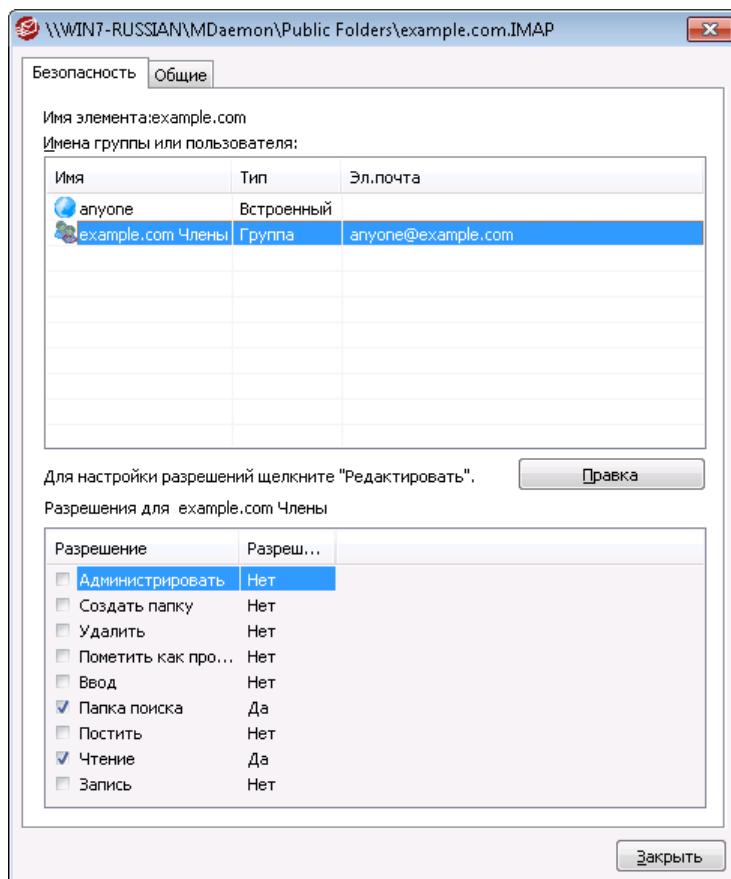 \\WIN7-RUSSIAN\MDaemon\Public Folders\example.com.IMAP
Безопасность Общие
Имя элемента:example.com
Имена группы или пользователя:
Имя Тип Эл.почта
anyone Встроенный
example.com Члены Группа anyone@example.com
Для настройки разрешений щелкните "Редактировать". Правка
Разрешения для example.com Члены
Разрешение Разреш...
Администрировать Нет
Создать папку Нет
Удалить Нет
Пометить как про... Нет
Ввод Нет
Папка поиска Да
Постить Нет
Чтение Да
Запись Нет
Закрыть